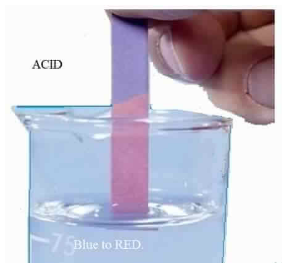 ACID
75
Blue to RED.